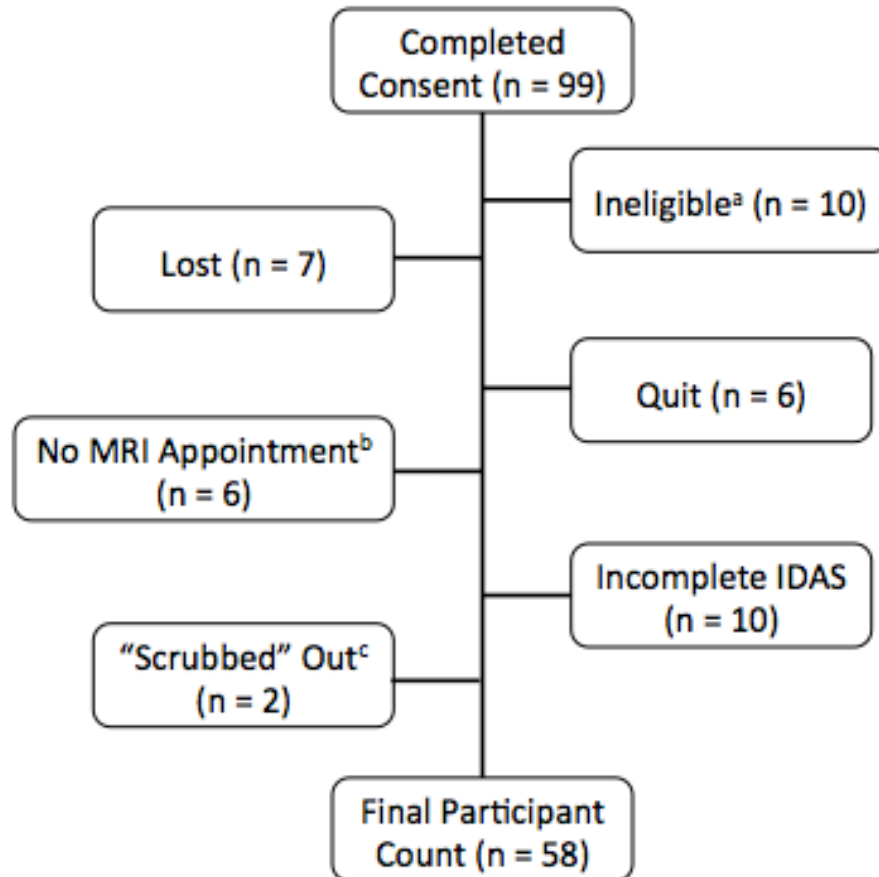 Completed
Consent (n = 99)
Ineligibleᵃ (n = 10)
Lost (n = 7)
Quit (n = 6)
No MRI Appointmentᵇ
(n = 6)
Incomplete IDAS
(n = 10)
“Scrubbed” Outᶜ
(n = 2)
Final Participant
Count (n = 58)